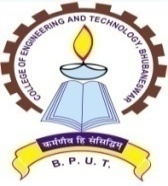 COLLEGE OF ENGINEERING AND TECHNOLOGY, BHUBANESWAR
कर्मणैव हि संसिद्धिम्
B. P. U. T.